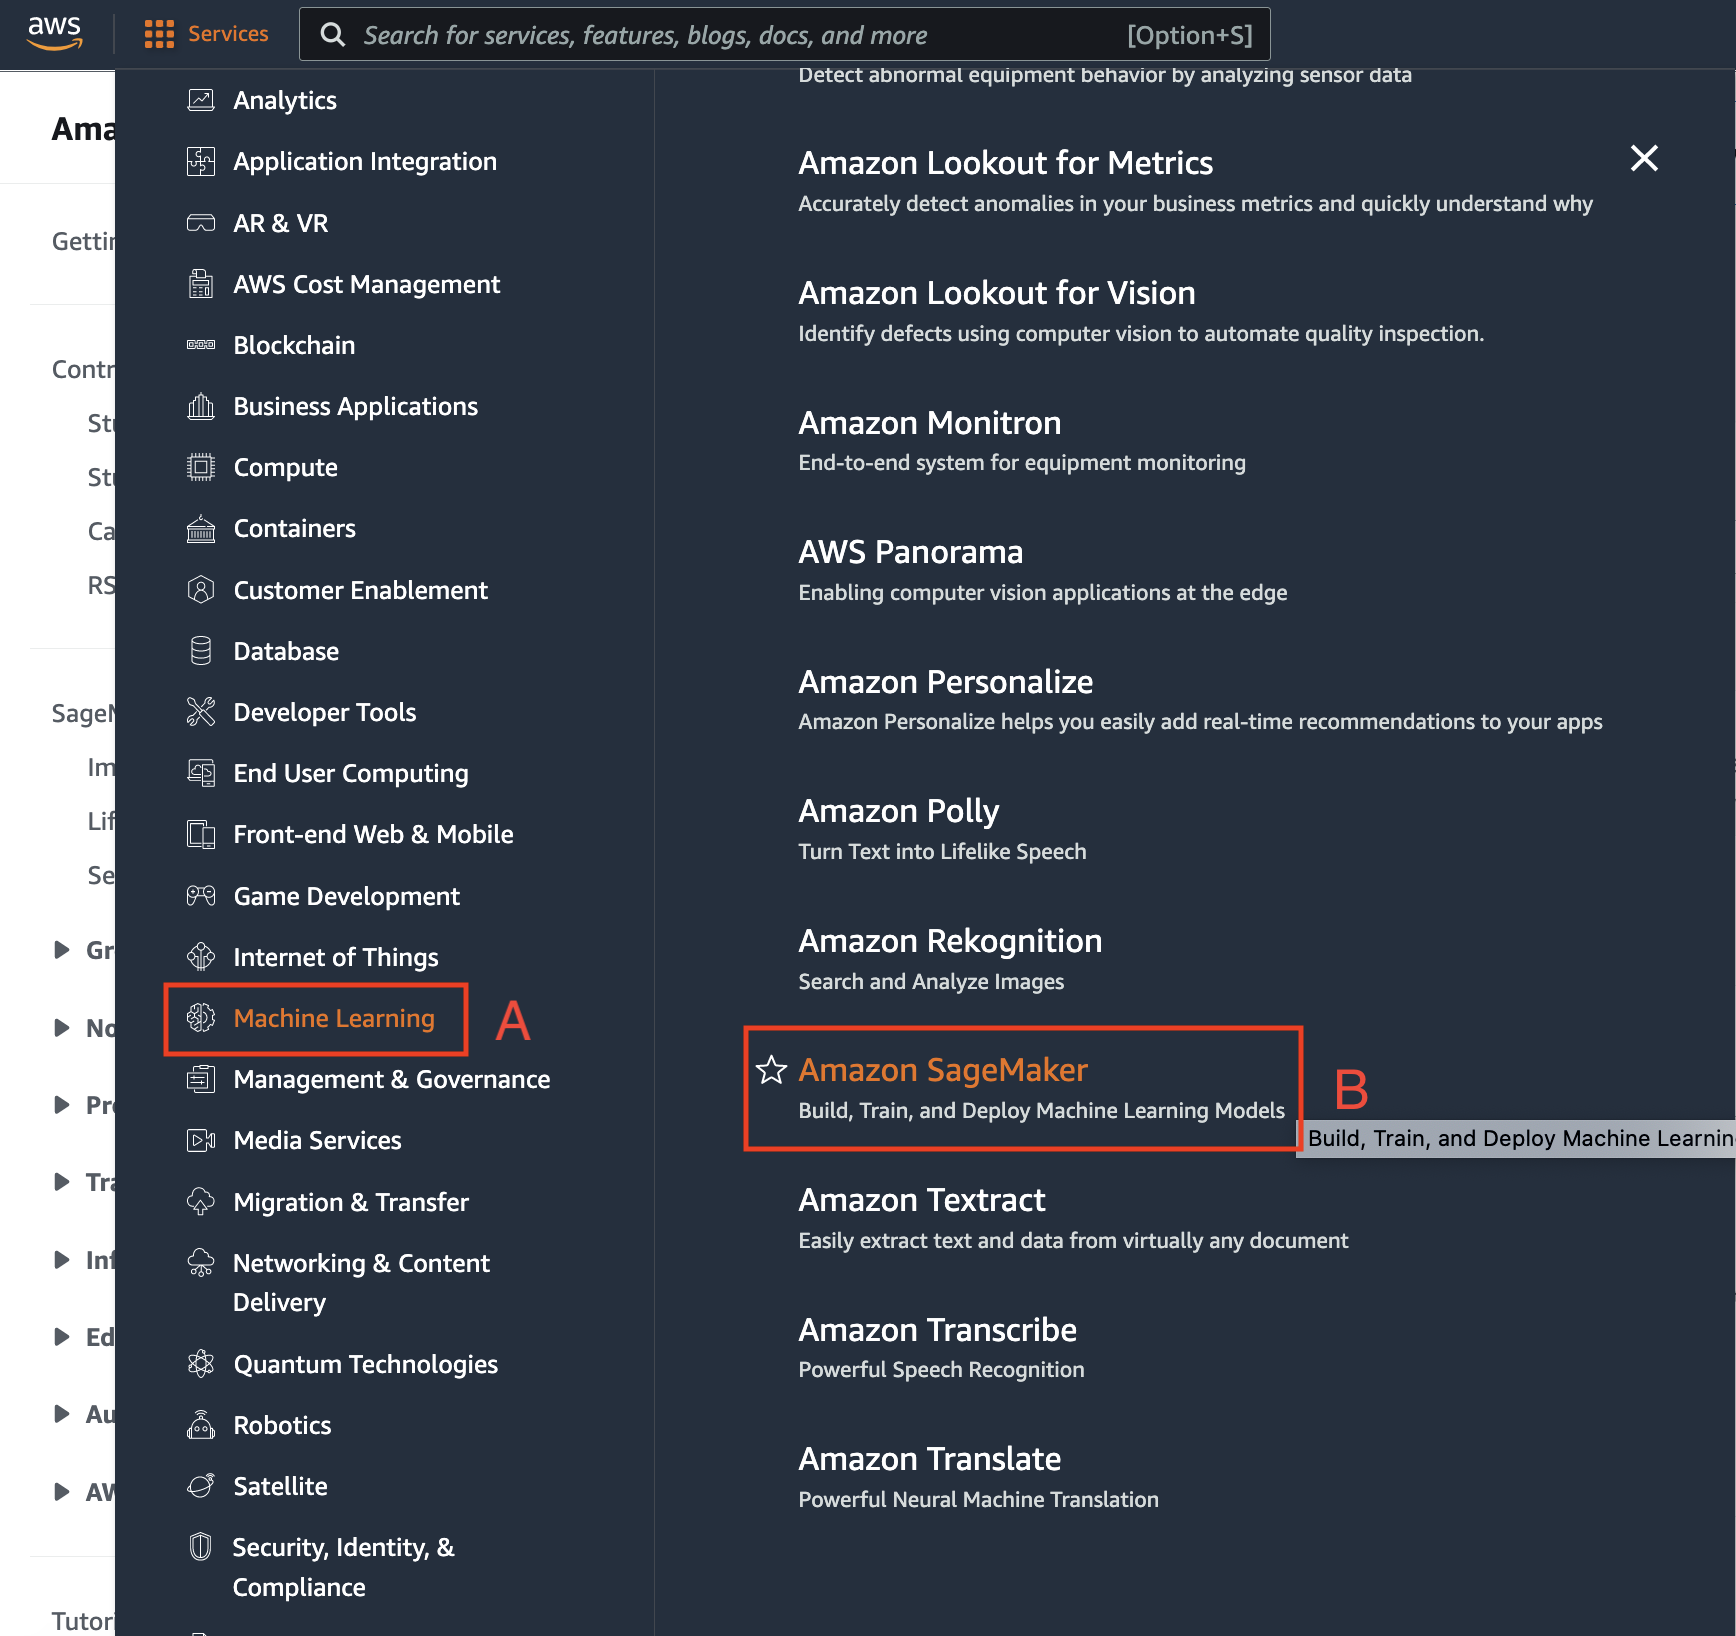 aws
Services
Search for services, features, blogs, docs, and more
[Option+S]
Ama
Gettin
Contr
Stu
Stu
Ca
RS
SageM
Im
Lif
Se
Gr
No
Pro
Tra
Inf
Ed
Au
AW
Tutori
Analytics
Application Integration
AR & VR
AWS Cost Management
Blockchain
Business Applications
Compute
Containers
Customer Enablement
Database
Developer Tools
End User Computing
Front-end Web & Mobile
Game Development
Internet of Things
Machine Learning
A
Management & Governance
Media Services
Migration & Transfer
Networking & Content
Delivery
Quantum Technologies
Robotics
Satellite
Security, Identity, &
Compliance
Detect abnormal equipment behavior by analyzing sensor data
Amazon Lookout for Metrics
Accurately detect anomalies in your business metrics and quickly understand why
Amazon Lookout for Vision
Identify defects using computer vision to automate quality inspection.
Amazon Monitron
End-to-end system for equipment monitoring
AWS Panorama
Enabling computer vision applications at the edge
Amazon Personalize
Amazon Personalize helps you easily add real-time recommendations to your apps
Amazon Polly
Turn Text into Lifelike Speech
Amazon Rekognition
Search and Analyze Images
Amazon SageMaker
Build, Train, and Deploy Machine Learning Models
B
Build, Train, and Deploy Machine Learnin
Amazon Textract
Easily extract text and data from virtually any document
Amazon Transcribe
Powerful Speech Recognition
Amazon Translate
Powerful Neural Machine Translation